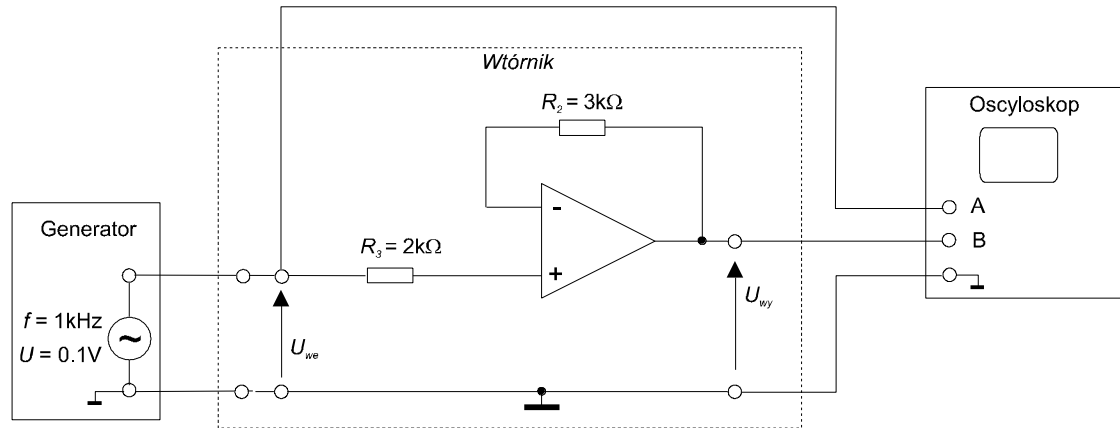 Wtórnik
R2 = 3kΩ
Oscyloskop
Generator
A
B
R3 = 2kΩ
-
+
f = 1kHz
U = 0.1V
~
Uwe
Uwy